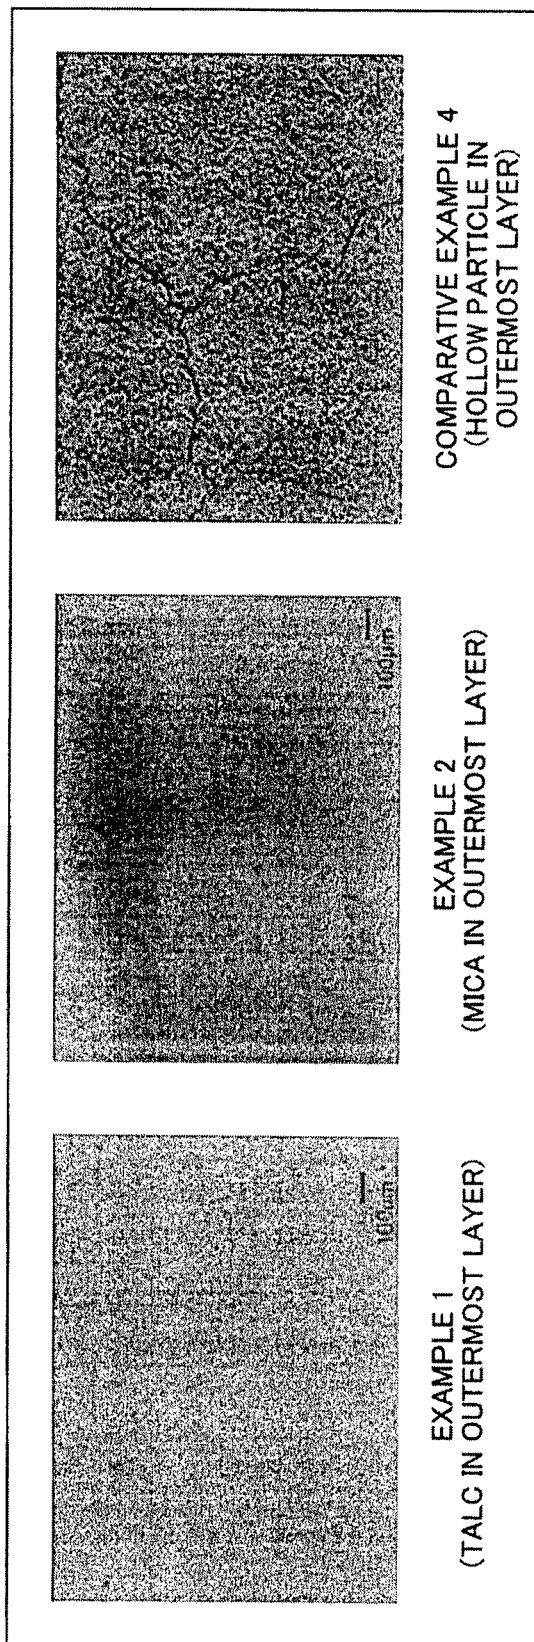 100μm
EXAMPLE 1
(TALC IN OUTERMOST LAYER)
100μm
EXAMPLE 2
(MICA IN OUTERMOST LAYER)
COMPARATIVE EXAMPLE 4
(HOLLOW PARTICLE IN
OUTERMOST LAYER)